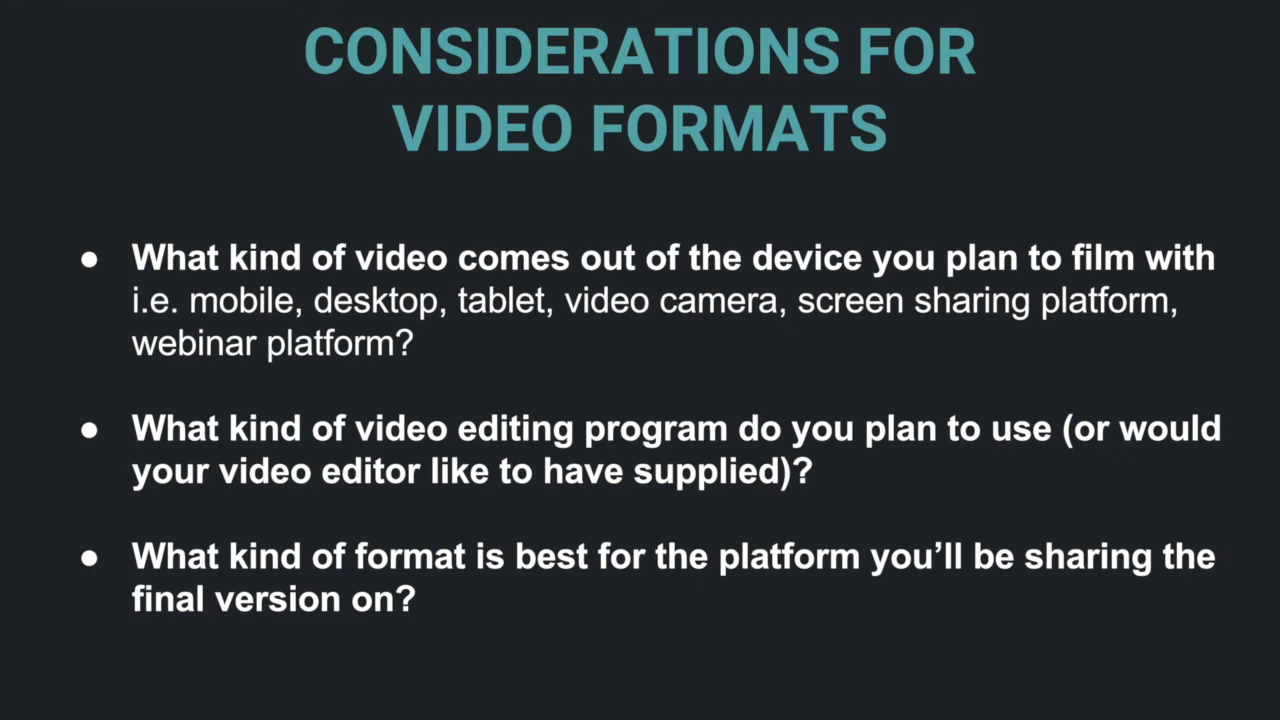 CONSIDERATIONS FOR
VIDEO FORMATS
● What kind of video comes out of the device you plan to film with
i.e. mobile, desktop, tablet, video camera, screen sharing platform,
webinar platform?
● What kind of video editing program do you plan to use (or would
your video editor like to have supplied)?
● What kind of format is best for the platform you’ll be sharing the
final version on?